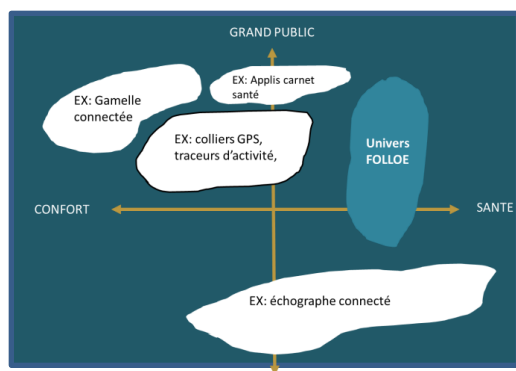 GRAND PUBLIC
EX: Gamelle
connectée
EX: Applis carnet
santé
EX: colliers GPS,
traceurs d’activité,
Univers
FOLLOE
CONFORT
SANTE
EX: échographe connecté